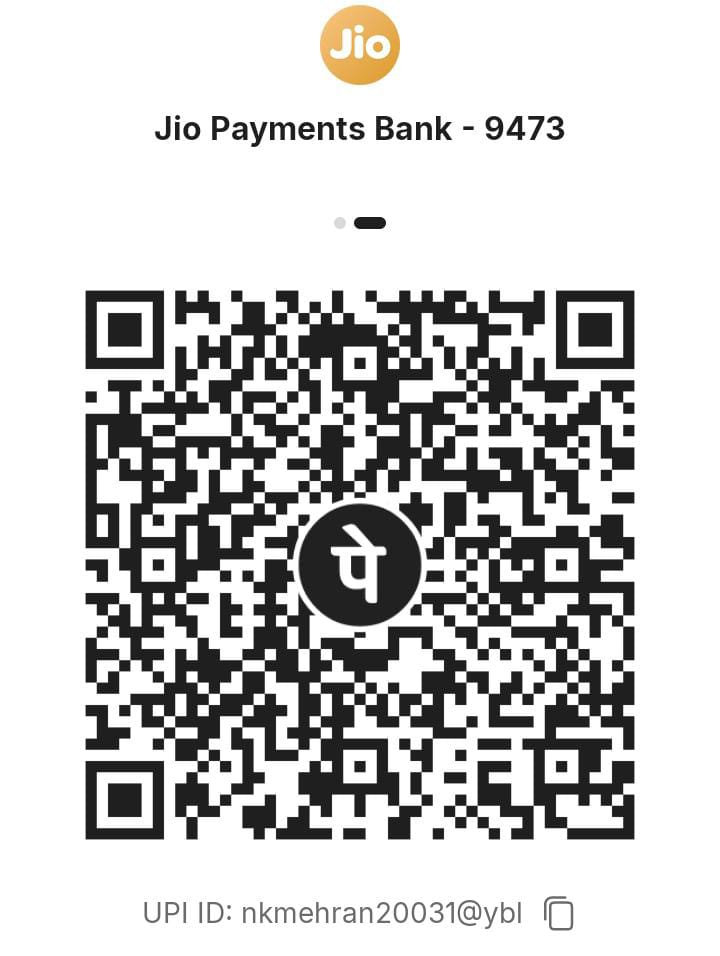 Jio
Jio Payments Bank - 9473
पे
UPI ID: nkmehran20031@ybl